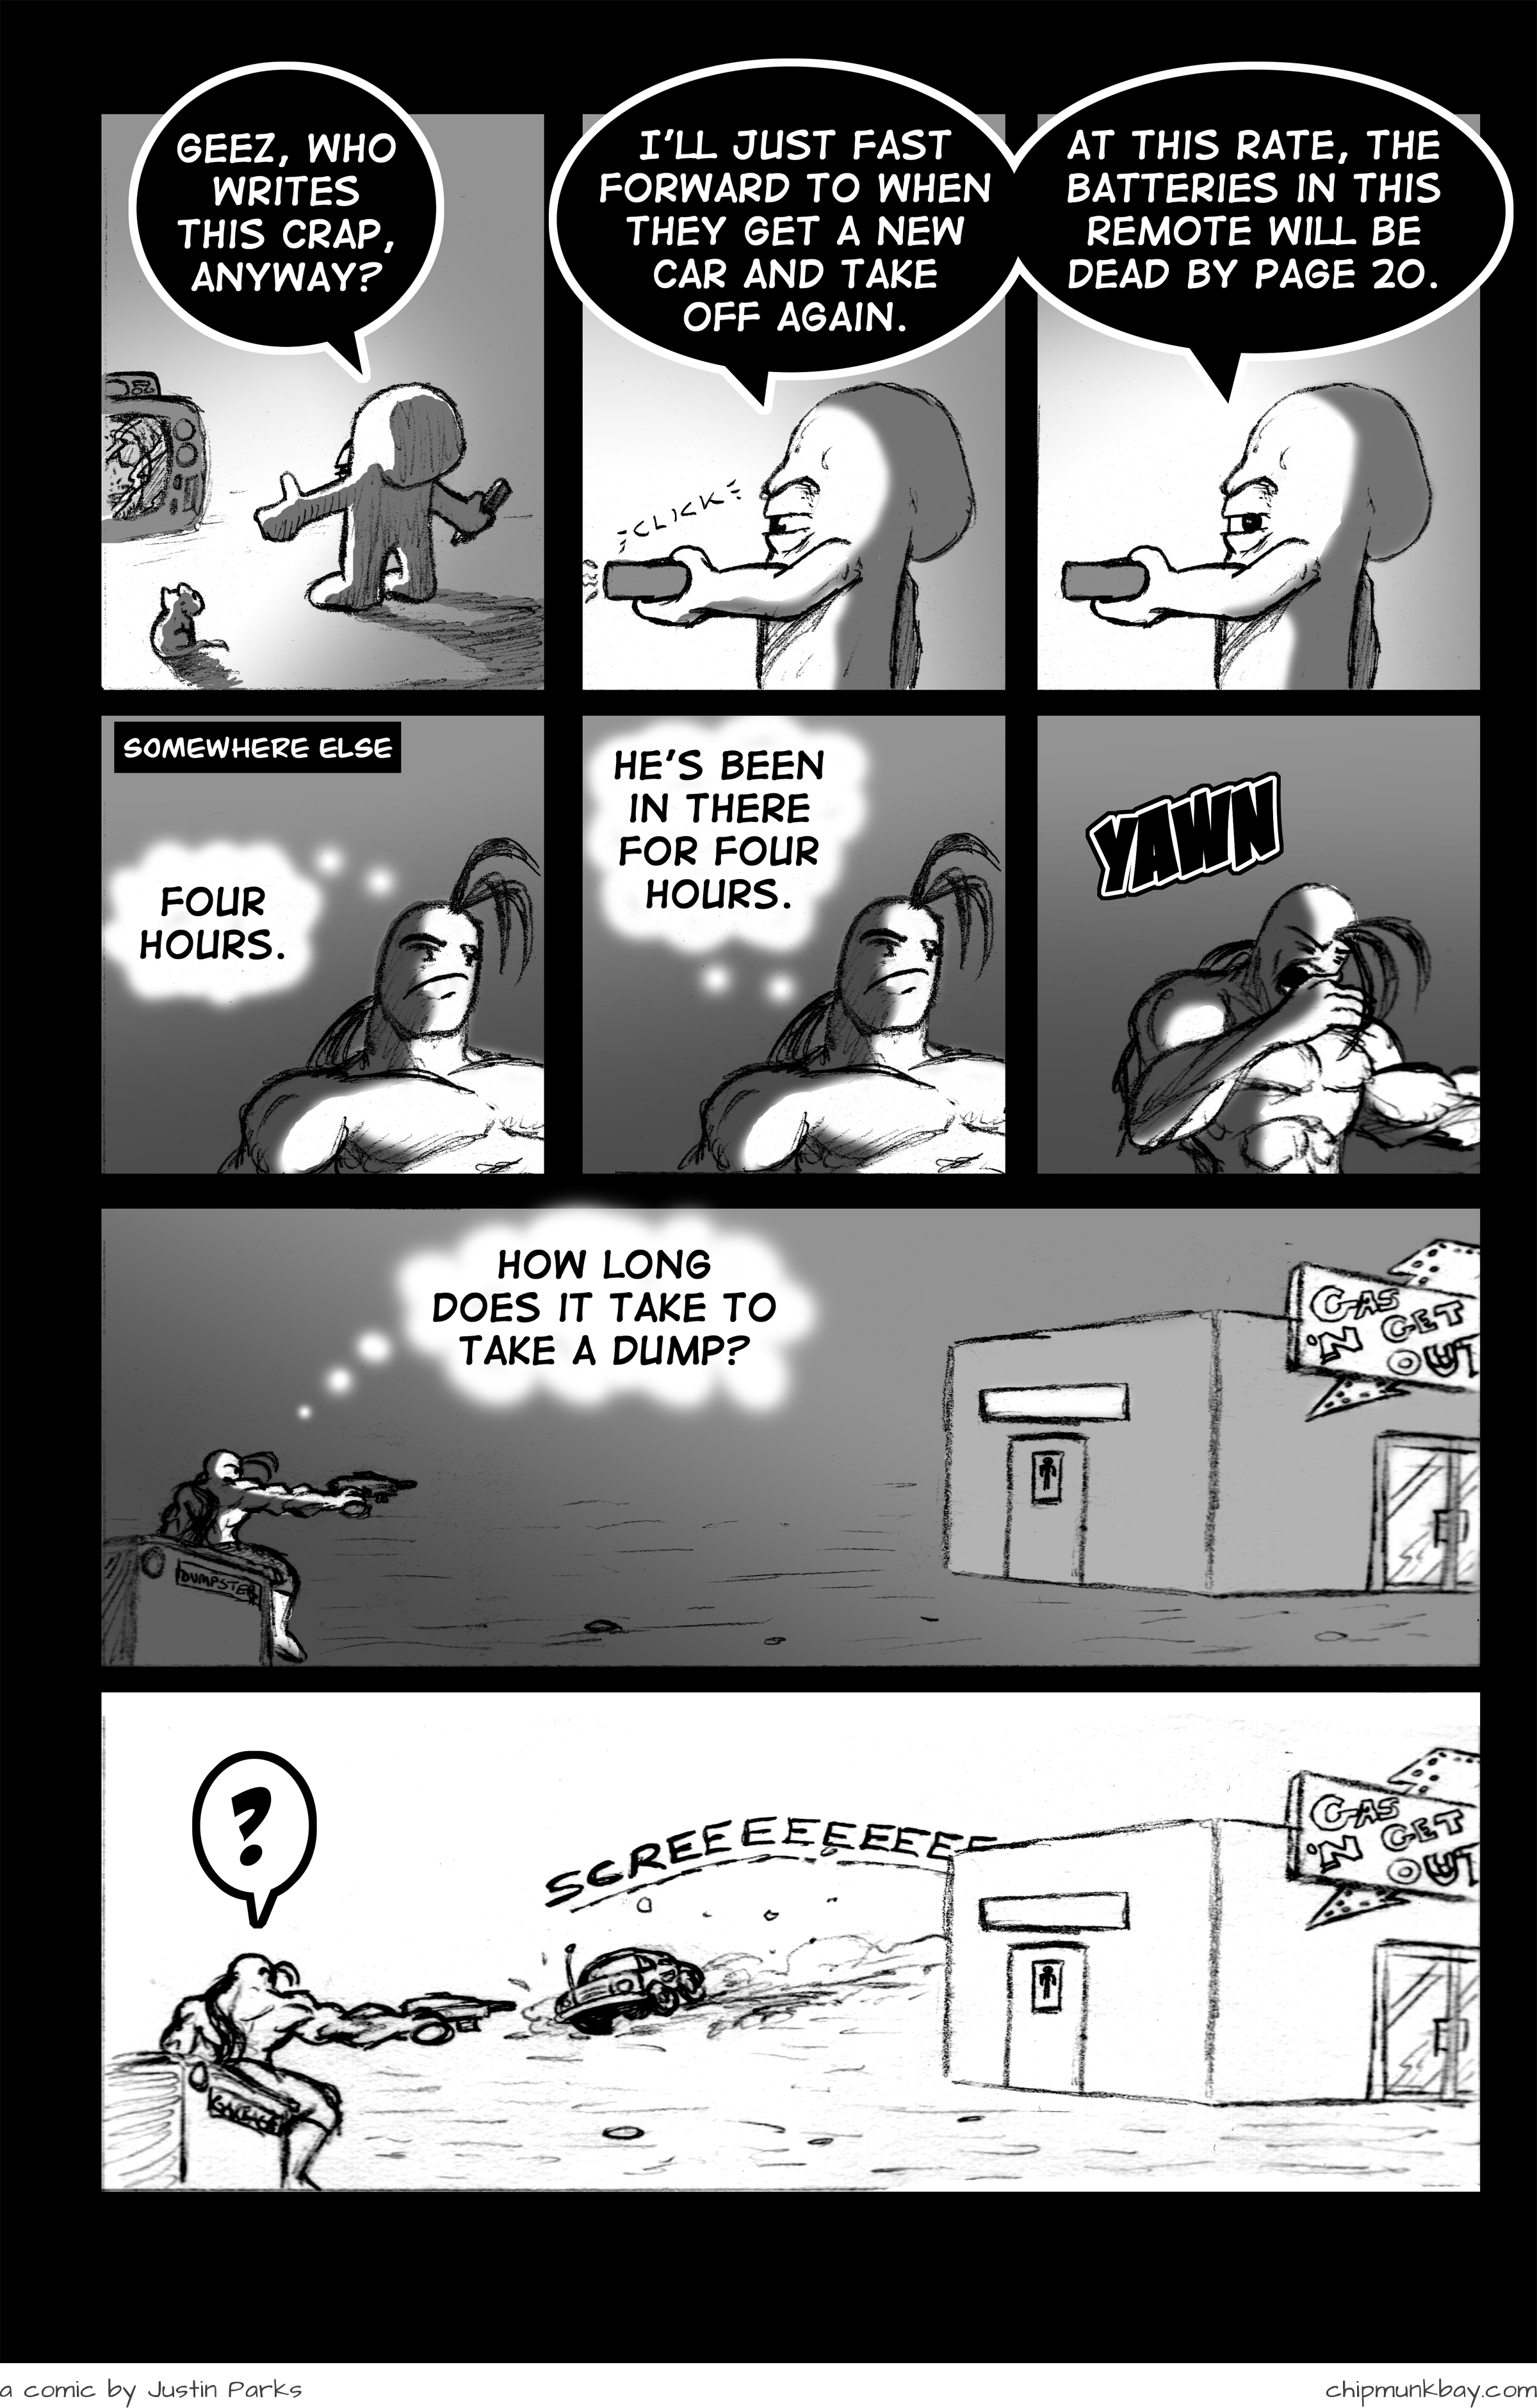 GEEZ, WHO
WRITES
THIS CRAP,
ANYWAY?
I'LL JUST FAST
FORWARD TO WHEN
THEY GET A NEW
CAR AND TAKE
OFF AGAIN.
AT THIS RATE, THE
BATTERIES IN THIS
REMOTE WILL BE
DEAD BY PAGE 20.
CLICK
SOMEWHERE ELSE
FOUR
HOURS.
HE'S BEEN
IN THERE
FOR FOUR
HOURS.
YAWN
HOW LONG
DOES IT TAKE TO
TAKE A DUMP?
GAS
'N GET
OUT
DUMPSTER
?
SCREEEEEEEEE
GAS
'N GET
OUT
GARBAGE
a comic by Justin Parks
chipmunkbay.com